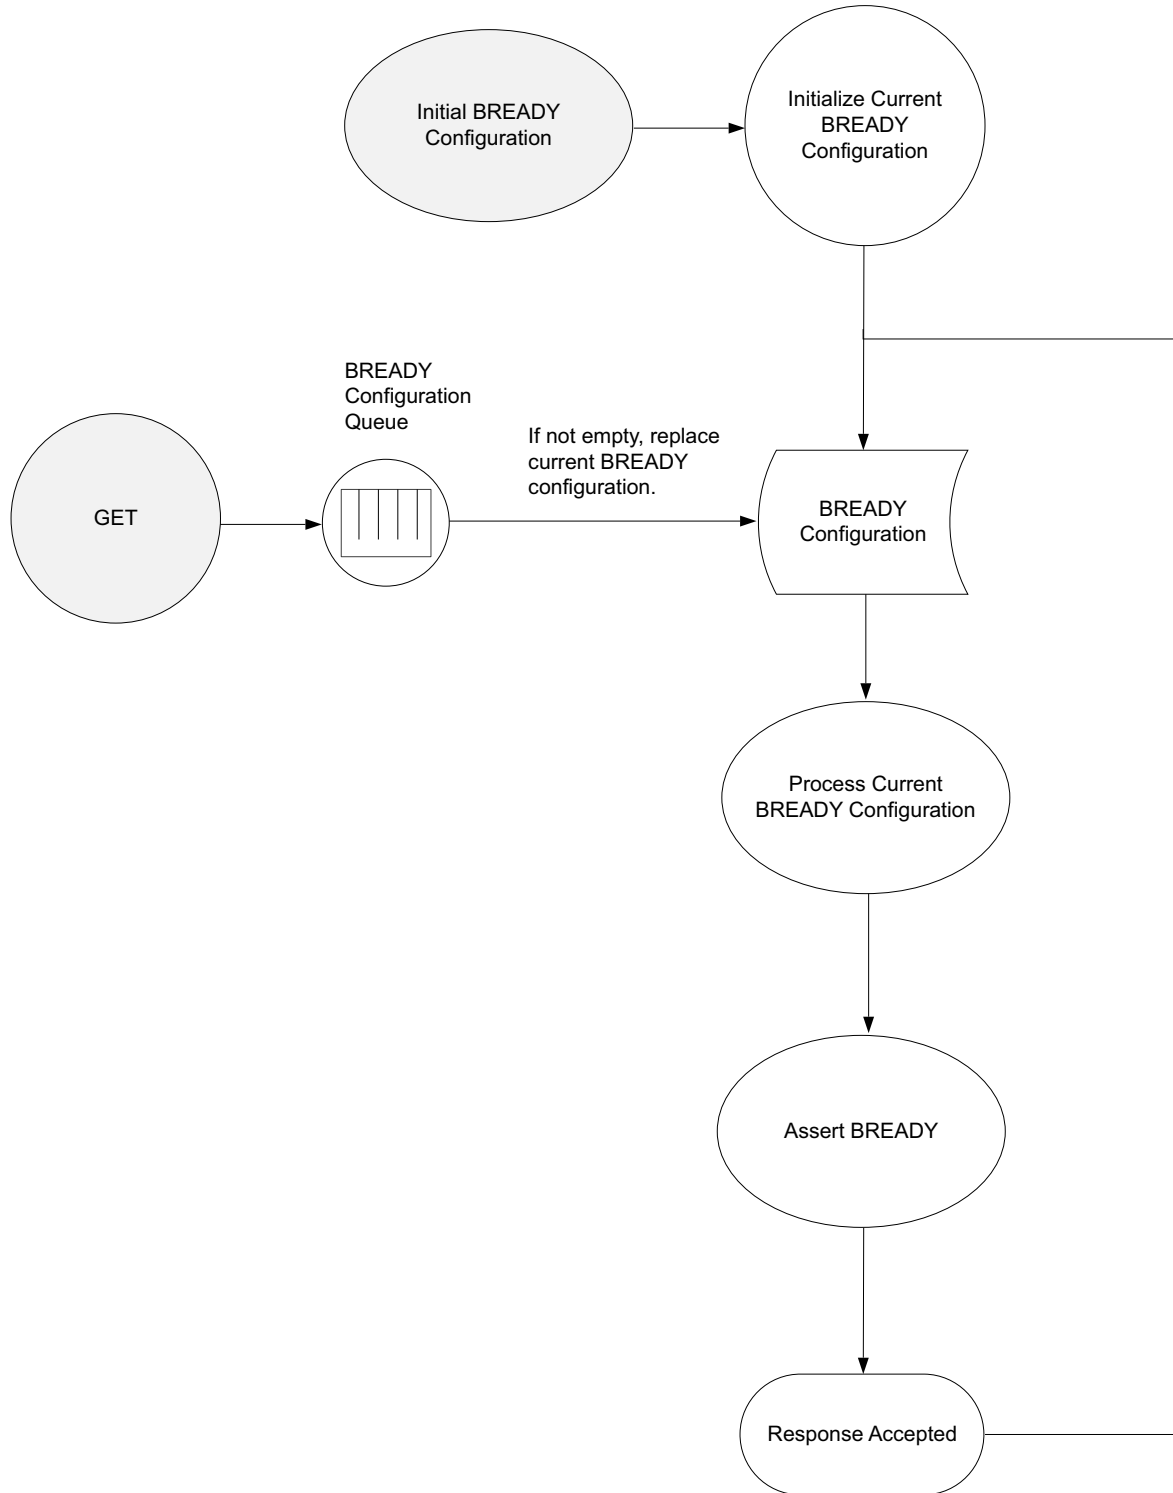 Initial BREADY
Configuration
Initialize Current
BREADY
Configuration
BREADY
Configuration
Queue
If not empty, replace
current BREADY
configuration.
GET
BREADY
Configuration
Process Current
BREADY Configuration
Assert BREADY
Response Accepted